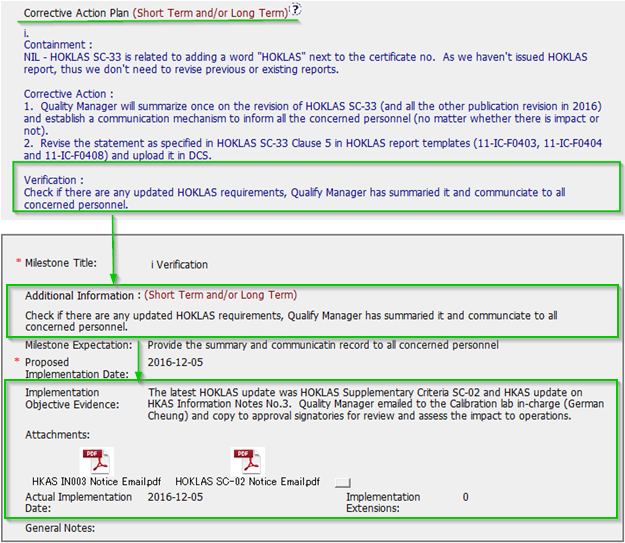 Corrective Action Plan (Short Term and/or Long Term) ?
i.
Containment :
NIL - HOKLAS SC-33 is related to adding a word "HOKLAS" next to the certificate no.  As we haven't issued HOKLAS
report, thus we don't need to revise previous or existing reports.
Corrective Action :
1.  Quality Manager will summarize once on the revision of HOKLAS SC-33 (and all the other publication revision in 2016)
and establish a communication mechanism to inform all the concerned personnel (no matter whether there is impact or
not).
2.  Revise the statement as specified in HOKLAS SC-33 Clause 5 in HOKLAS report templates (11-IC-F0403, 11-IC-F0404
and 11-IC-F0408) and upload it in DCS.
Verification :
Check if there are any updated HOKLAS requirements, Qualify Manager has summaried it and communciate to all
concerned personnel.
* Milestone Title: i Verification
Additional Information : (Short Term and/or Long Term)
Check if there are any updated HOKLAS requirements, Qualify Manager has summaried it and communciate to all
concerned personnel.
Milestone Expectation: Provide the summary and communicatin record to all concerned personnel
* Proposed 2016-12-05
Implementation Date:
Implementation The latest HOKLAS update was HOKLAS Supplementary Criteria SC-02 and HKAS update on
Objective Evidence: HKAS Information Notes No.3.  Quality Manager emailed to the Calibration lab in-charge (German
Cheung) and copy to approval signatories for review and assess the impact to operations.
Attachments:
PDF PDF
HKAS IN003 Notice Email.pdf HOKLAS SC-02 Notice Email.pdf
Actual Implementation 2016-12-05 Implementation 0
Date: Extensions:
General Notes: